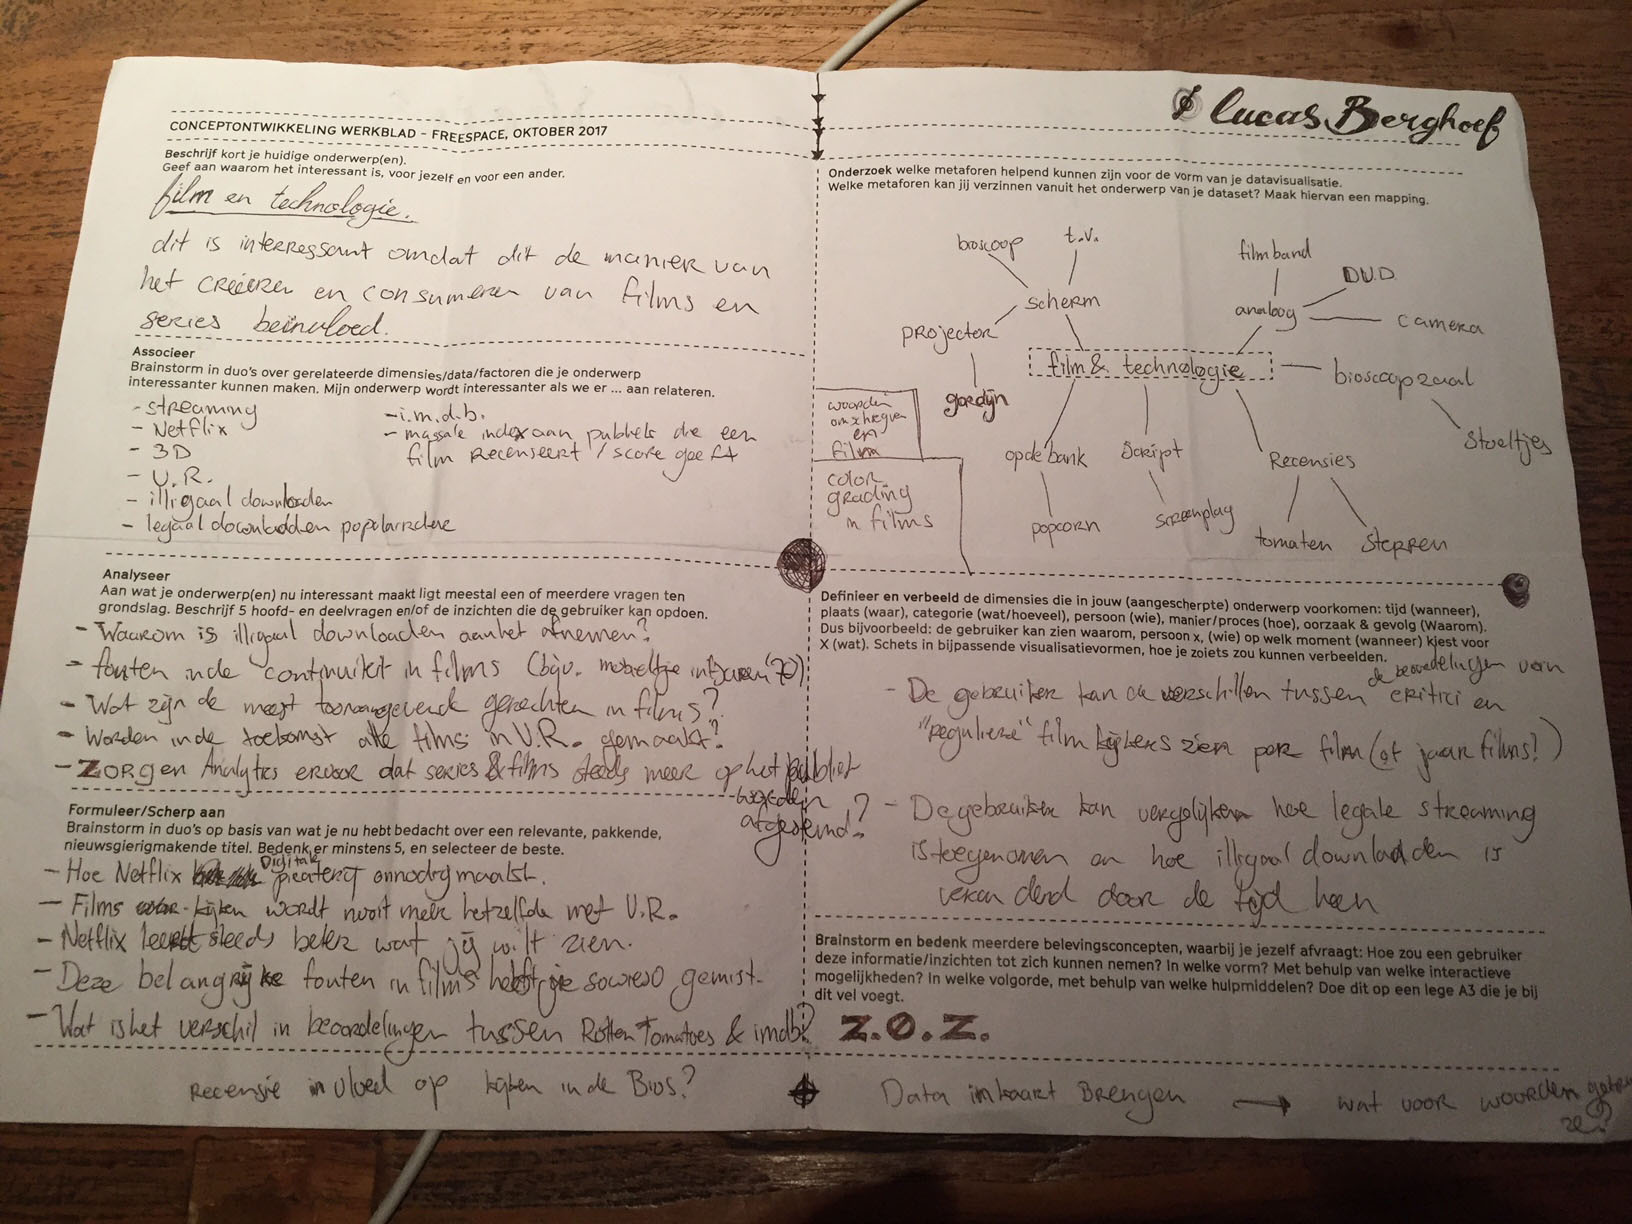 CONCEPTONTWIKKELING WERKBLAD - FREESPACE, OKTOBER 2017
Beschrijf kort je huidige onderwerp(en).
Geef aan waarom het interessant is, voor jezelf en voor een ander.
film en technologie.
dit is interressant omdat dit de manier van
het creëeren en consumeren van films en
series beïnvloed.
Associeer
Brainstorm in duo's over gerelateerde dimensies/data/factoren die je onderwerp
interessanter kunnen maken. Mijn onderwerp wordt interessanter als we er ... aan relateren.
- streaming
- Netflix
- 3D
- V.R.
- illigaal downloaden
- legaal downloadden
- i.m.d.b.
- massale index aan publiek die een
film recenseert / score geeft
Analyseer
Aan wat je onderwerp(en) nu interessant maakt ligt meestal een of meerdere vragen ten
grondslag. Beschrijf 5 hoofd- en deelvragen en/of de inzichten die de gebruiker kan opdoen.
- Waarom is illigaal downloaden aan het afnemen?
- fouten in de continuïteit in films (bijv. mobieltje in jaren '70)
- Wat zijn de meest toonaangevende gerechten in films?
- Worden in de toekomst alle films in V.R. gemaakt?
- Zorgen Analytics ervoor dat series & films steeds meer op het publiek
worden
afgestemd?
Formuleer/Scherp aan
Brainstorm in duo's op basis van wat je nu hebt bedacht over een relevante, pakkende,
nieuwsgierigmakende titel. Bedenk er minstens 5, en selecteer de beste.
- Hoe Netflix Digitale piraterij onnodig maakt.
- Films kijken wordt nooit meer hetzelfde met V.R.
- Netflix leert steeds beter wat jij wilt zien.
- Deze belangrijke fouten in films heb je sowieso gemist.
- Wat is het verschil in beoordelingen tussen Rotten Tomatoes & imdb?
Recensie invloed op kijken in de Bios?
Lucas Berghoef
Onderzoek welke metaforen helpend kunnen zijn voor de vorm van je datavisualisatie.
Welke metaforen kan jij verzinnen vanuit het onderwerp van je dataset? Maak hiervan een mapping.
bioscoop
t.v.
filmband
D.V.D.
scherm
analoog
camera
projector
film & technologie
bioscoopzaal
gordijn
stoeltjes
woorden
omschrijven
en
film
op de bank
Script
Recensies
color
grading
in films
popcorn
screenplay
tomaten
sterren
Definieer en verbeeld de dimensies die in jouw (aangescherpte) onderwerp voorkomen: tijd (wanneer),
plaats (waar), categorie (wat/hoeveel), persoon (wie), manier/proces (hoe), oorzaak & gevolg (Waarom).
Dus bijvoorbeeld: de gebruiker kan zien waarom, persoon x, (wie) op welk moment (wanneer) kiest voor
X (wat). Schets in bijpassende visualisatievormen, hoe je zoiets zou kunnen verbeelden.
de beoordelingen van
- De gebruiker kan de verschillen tussen critici en
"reguliere" film kijkers zien per film (of jaar films!)
- De gebruiker kan vergelijken hoe legale streaming
is toegenomen en hoe illigaal downladden is
veranderd door de tijd heen
Brainstorm en bedenk meerdere belevingsconcepten, waarbij je jezelf afvraagt: Hoe zou een gebruiker
deze informatie/inzichten tot zich kunnen nemen? In welke vorm? Met behulp van welke interactieve
mogelijkheden? In welke volgorde, met behulp van welke hulpmiddelen? Doe dit op een lege A3 die je bij
dit vel voegt.
Z.O.Z.
Data in kaart Brengen → wat voor woorden
ze?